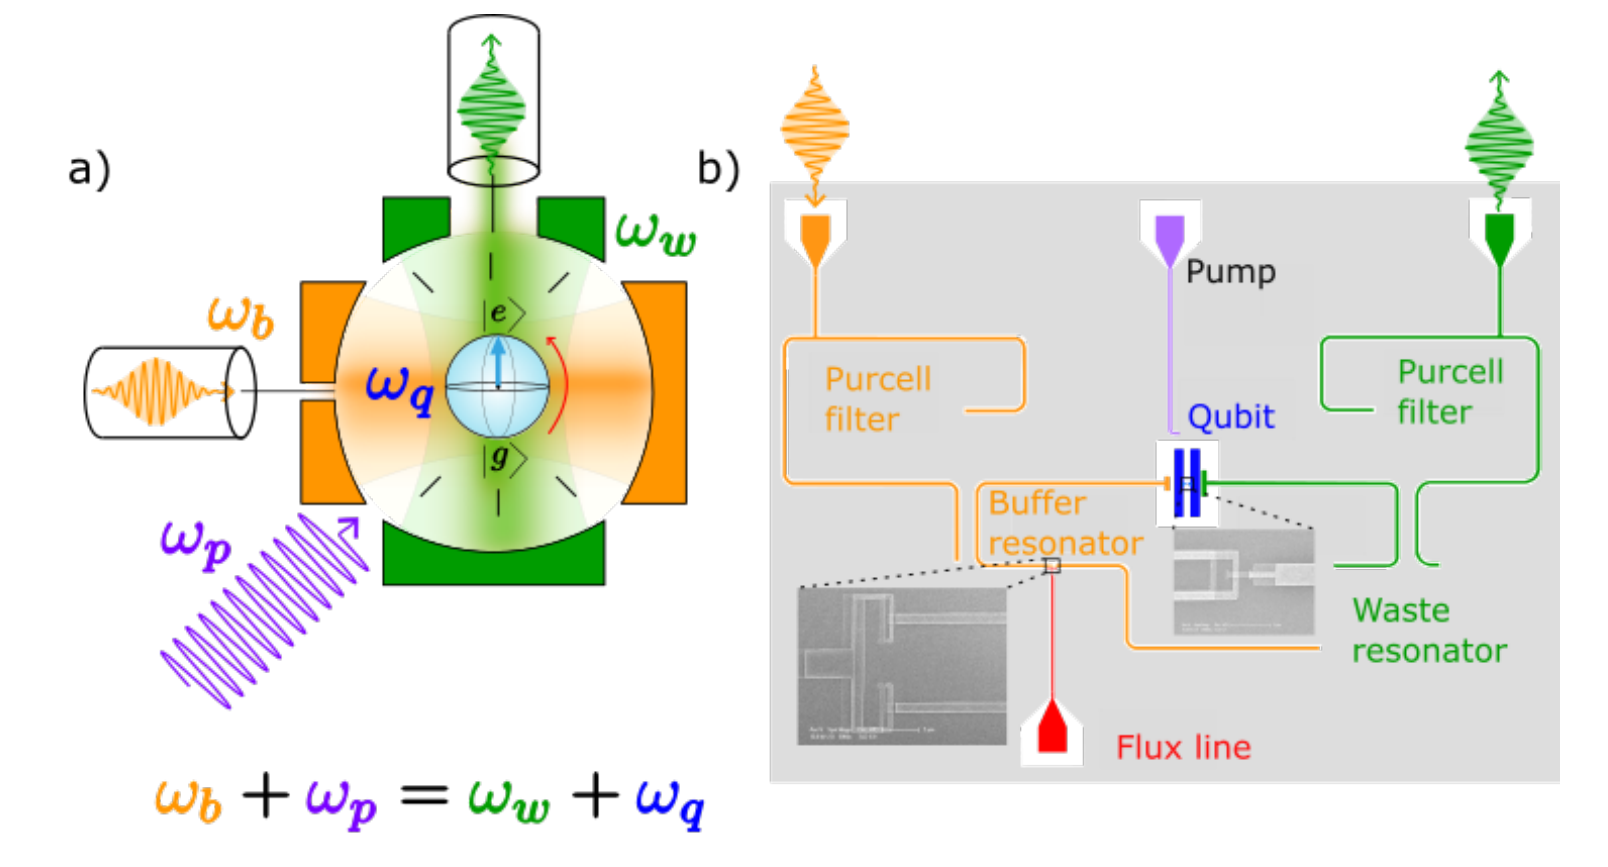 a)
ω_w
ω_b
|e⟩
ω_q
|g⟩
ω_p
ω_b + ω_p = ω_w + ω_q
b)
Pump
Purcell
filter
Purcell
filter
Qubit
Buffer
resonator
Waste
resonator
Flux line